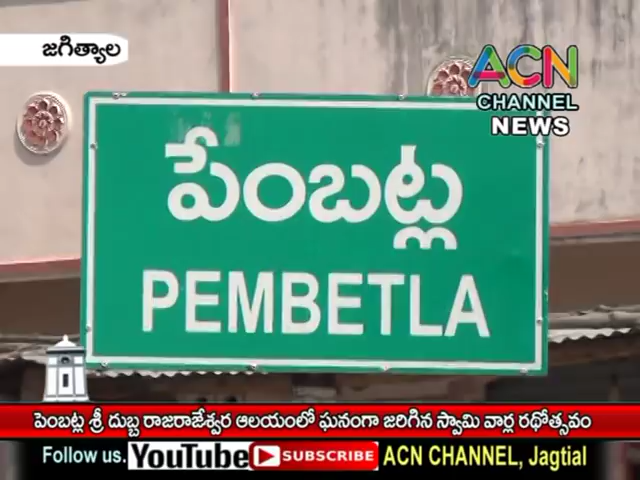 జగిత్యాల
ACN
CHANNEL
NEWS
పేంబట్ల
PEMBETLA
పెంబట్ల శ్రీ దుబ్బ రాజరాజేశ్వర ఆలయంలో ఘనంగా జరిగిన స్వామి వార్ల రథోత్సవం
Follow us. YouTube SUBSCRIBE ACN CHANNEL, Jagtial